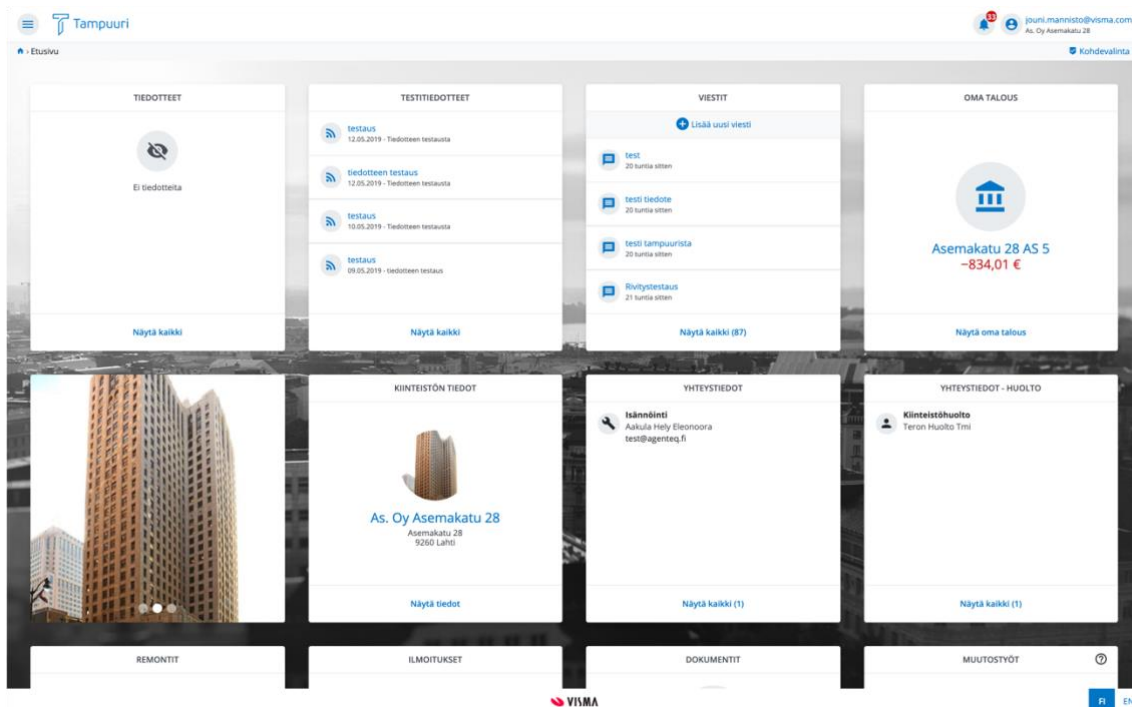 Tampuuri
33
jouni.mannisto@visma.com
As. Oy Asemakatu 28
› Etusivu
Kohdevalinta
TIEDOTTEET
Ei tiedotteita
Näytä kaikki
TESTITIEDOTTEET
testaus
12.05.2019 - Tiedotteen testausta
tiedotteen testaus
12.05.2019 - Tiedotteen testausta
testaus
10.05.2019 - Tiedotteen testausta
testaus
09.05.2019 - tiedotteen testaus
Näytä kaikki
VIESTIT
Lisää uusi viesti
test
20 tuntia sitten
testi tiedote
20 tuntia sitten
testi tampuurista
20 tuntia sitten
Rivitystestaus
21 tuntia sitten
Näytä kaikki (87)
OMA TALOUS
Asemakatu 28 AS 5
−834,01 €
Näytä oma talous
KIINTEISTÖN TIEDOT
As. Oy Asemakatu 28
Asemakatu 28
9260 Lahti
Näytä tiedot
YHTEYSTIEDOT
Isännöinti
Aakula Hely Eleonoora
test@agenteq.fi
Näytä kaikki (1)
YHTEYSTIEDOT - HUOLTO
Kiinteistöhuolto
Teron Huolto Tmi
Näytä kaikki (1)
REMONTIT
ILMOITUKSET
DOKUMENTIT
MUUTOSTYÖT
VISMA
FI
EN